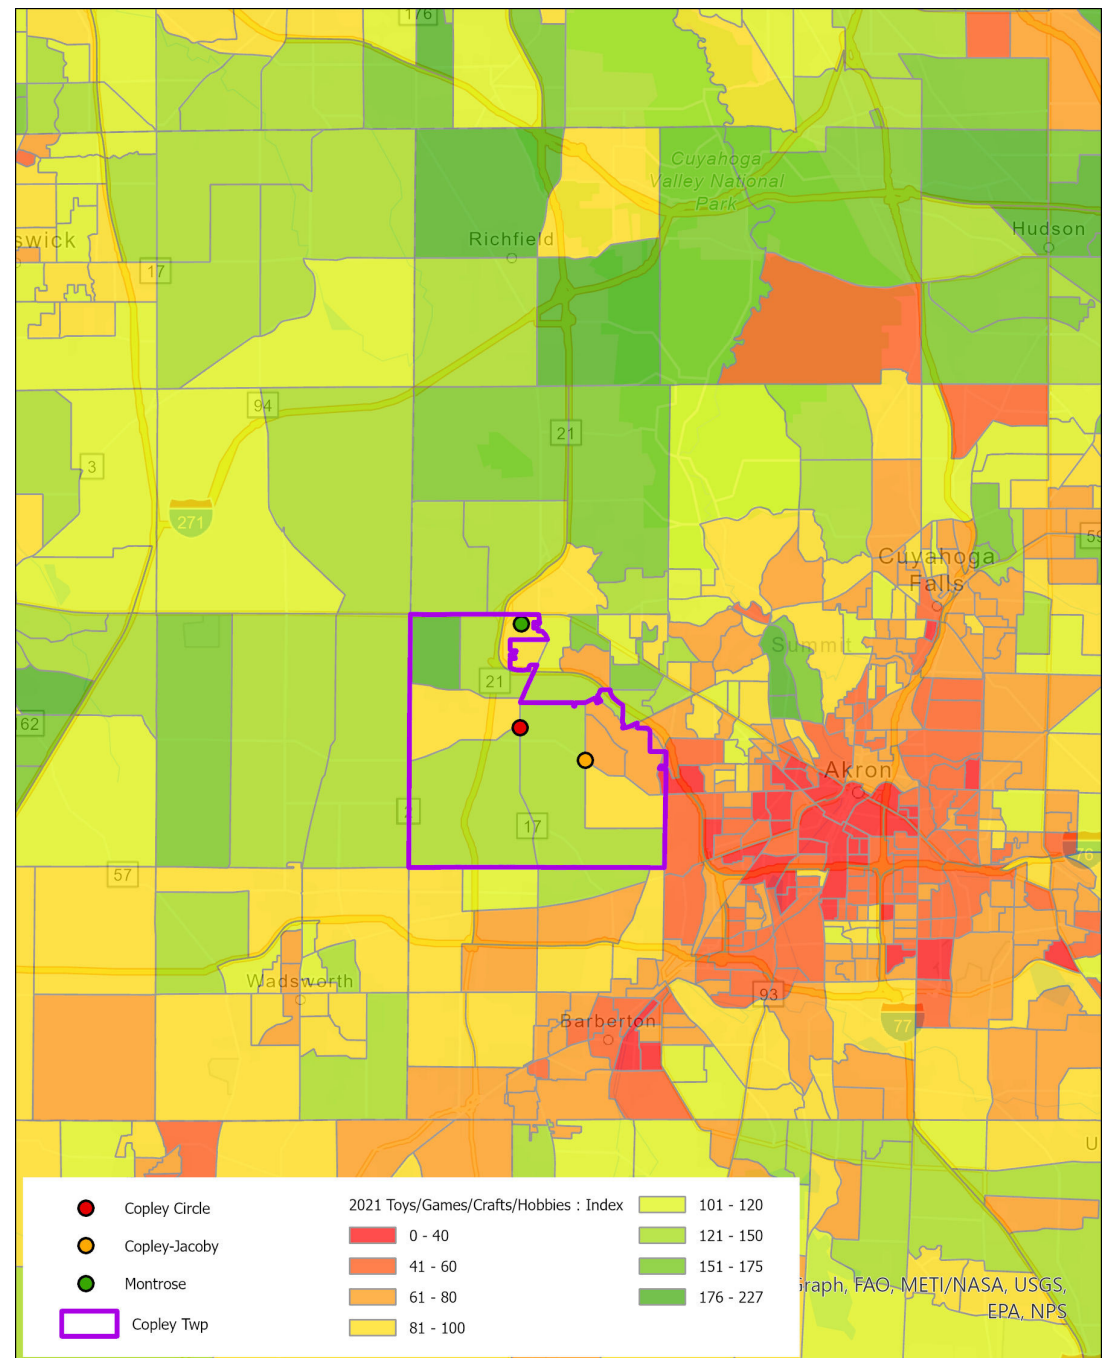 176
Cuyahoga
Valley National
Park
Richfield
Hudson
swick
17
94
21
3
271
59
Cuyahoga
Falls
Summit
21
62
Akron
17
76
57
Wadsworth
93
Barberton
77
U
Copley Circle
Copley-Jacoby
Montrose
Copley Twp
2021 Toys/Games/Crafts/Hobbies : Index
0 - 40
41 - 60
61 - 80
81 - 100
101 - 120
121 - 150
151 - 175
176 - 227
Graph, FAO, METI/NASA, USGS,
EPA, NPS